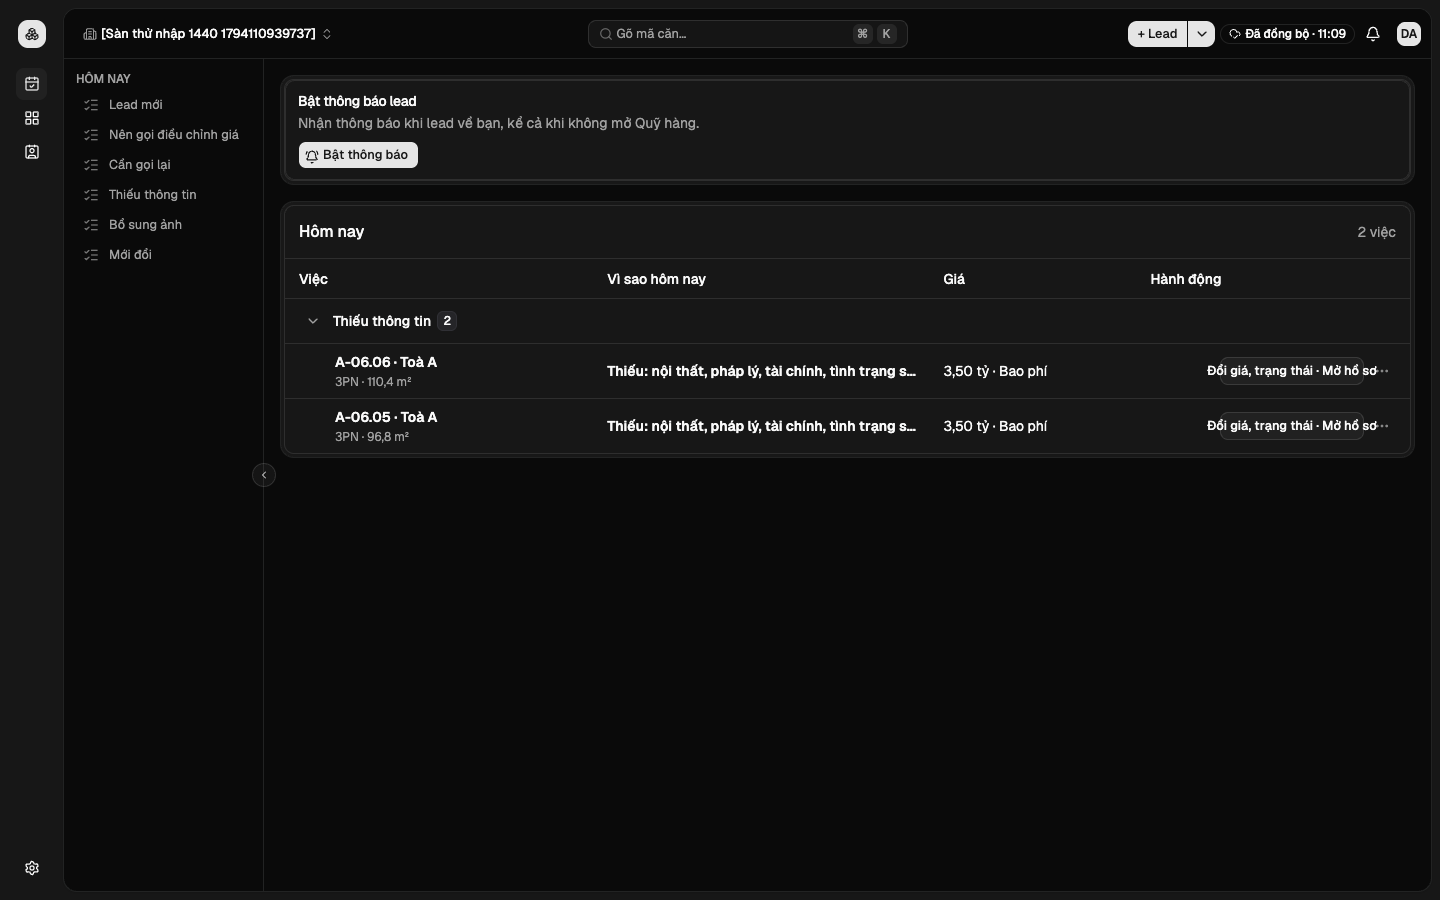 [Sàn thử nhập 1440 1794110939737]
Gõ mã căn...
⌘ K
+ Lead
Đã đồng bộ · 11:09
DA
HÔM NAY
Lead mới
Nên gọi điều chỉnh giá
Cần gọi lại
Thiếu thông tin
Bổ sung ảnh
Mới đổi
Bật thông báo lead
Nhận thông báo khi lead về bạn, kể cả khi không mở Quỹ hàng.
Bật thông báo
Hôm nay
2 việc
Việc
Vì sao hôm nay
Giá
Hành động
Thiếu thông tin 2
A-06.06 · Toà A
3PN · 110,4 m²
Thiếu: nội thất, pháp lý, tài chính, tình trạng s...
3,50 tỷ · Bao phí
Đổi giá, trạng thái · Mở hồ sơ
A-06.05 · Toà A
3PN · 96,8 m²
Thiếu: nội thất, pháp lý, tài chính, tình trạng s...
3,50 tỷ · Bao phí
Đổi giá, trạng thái · Mở hồ sơ